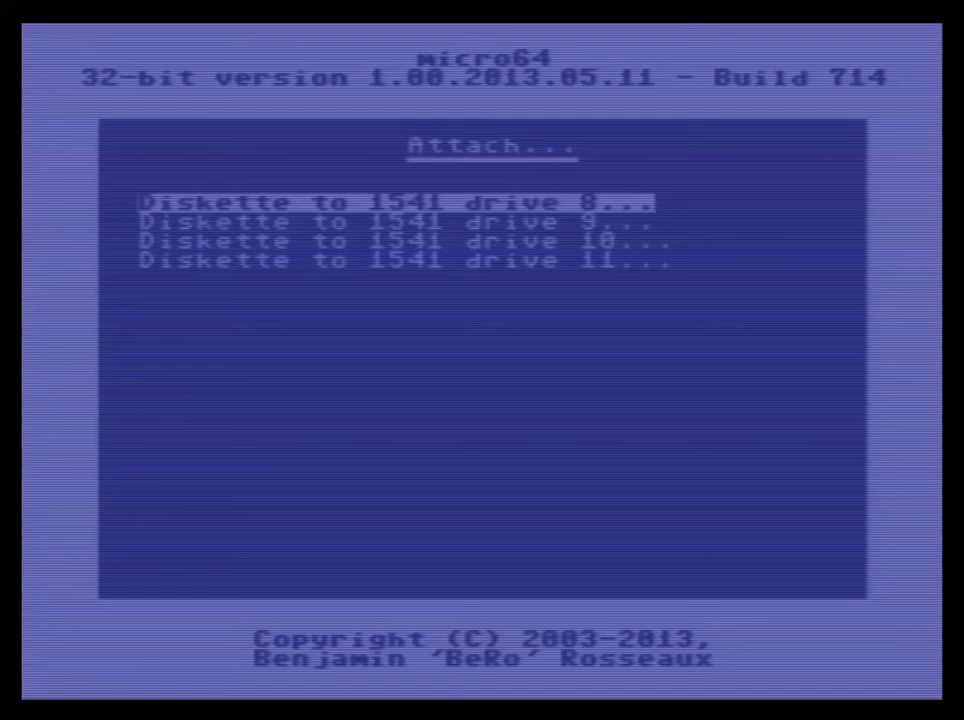 micro64
32-bit version 1.00.2013.05.11 - Build 714
Attach...
Diskette to 1541 drive 8...
Diskette to 1541 drive 9...
Diskette to 1541 drive 10...
Diskette to 1541 drive 11...
Copyright (C) 2003-2013,
Benjamin 'BeRo' Rosseaux